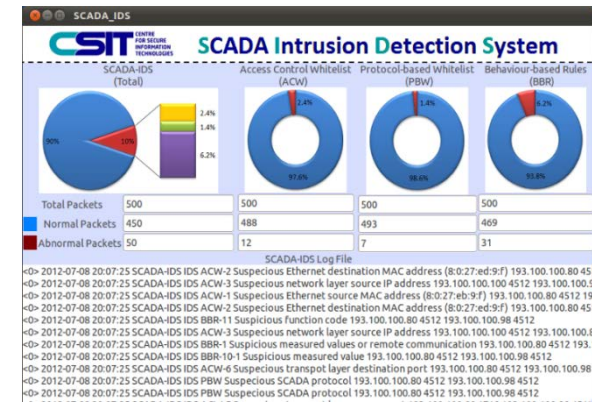 SCADA_IDS
CSIT CENTRE FOR SECURE INFORMATION TECHNOLOGIES
SCADA Intrusion Detection System
SCADA-IDS (Total)
Access Control Whitelist (ACW)
Protocol-based Whitelist (PBW)
Behaviour-based Rules (BBR)
90% 10% 2.4% 1.4% 6.2%
2.4% 97.6%
1.4% 98.6%
6.2% 93.8%
Total Packets 500 500 500 500
Normal Packets 450 488 493 469
Abnormal Packets 50 12 7 31
SCADA-IDS Log File
<0> 2012-07-08 20:07:25 SCADA-IDS IDS ACW-2 Suspecious Ethernet destination MAC address (8:0:27:ed:9:f) 193.100.100.80 45
<0> 2012-07-08 20:07:25 SCADA-IDS IDS ACW-3 Suspecious network layer source IP address 193.100.100.100 4512 193.100.100.9
<0> 2012-07-08 20:07:25 SCADA-IDS IDS ACW-1 Suspecious Ethernet source MAC address (8:0:27:eb:9:f) 193.100.100.80 4512 19
<0> 2012-07-08 20:07:25 SCADA-IDS IDS ACW-2 Suspecious Ethernet destination MAC address (8:0:27:ed:9:f) 193.100.100.80 45
<0> 2012-07-08 20:07:25 SCADA-IDS IDS BBR-11 Suspicious function code 193.100.100.80 4512 193.100.100.98 4512
<0> 2012-07-08 20:07:25 SCADA-IDS IDS ACW-3 Suspecious network layer source IP address 193.100.100.100 4512 193.100.100.8
<0> 2012-07-08 20:07:25 SCADA-IDS IDS BBR-1 Suspicious measured values or remote communication 193.100.100.80 4512 193.
<0> 2012-07-08 20:07:25 SCADA-IDS IDS BBR-10-1 Suspicious measured value 193.100.100.80 4512 193.100.100.98 4512
<0> 2012-07-08 20:07:25 SCADA-IDS IDS ACW-6 Suspecious transpot layer destination port 193.100.100.80 4512 193.100.100.98
<0> 2012-07-08 20:07:25 SCADA-IDS IDS PBW Suspecious SCADA protocol 193.100.100.80 4512 193.100.100.98 4512
<0> 2012-07-08 20:07:25 SCADA-IDS IDS PBW Suspecious SCADA protocol 193.100.100.80 4512 193.100.100.98 4512